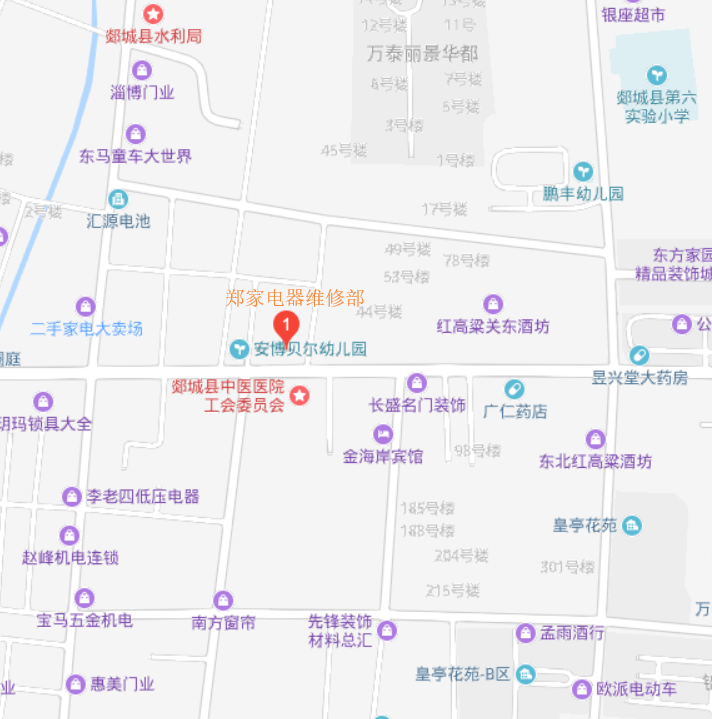 13号楼
银座超市
12号楼
11号
郯城县水利局
万泰丽景华都
淄博门业
8号楼
7号楼
郯城县第六
实验小学
5号楼
3号楼
东马童车大世界
45号楼
1号楼
鹏丰幼儿园
2号楼
汇源电池
17号楼
49号楼
78号楼
东方家园
精品装饰城
53号楼
郑家电器维修部
1
44号楼
二手家电大卖场
红高粱关东酒坊
公
安博贝尔幼儿园
庭
昱兴堂大药房
郯城县中医医院
工会委员会
长盛名门装饰
广仁药店
玥玛锁具大全
金海岸宾馆
98号楼
东北红高粱酒坊
李老四低压电器
185号楼
皇亭花苑
188号楼
赵峰机电连锁
204号楼
301号楼
215号楼
宝马五金机电
南方窗帘
先锋装饰
材料总汇
孟雨酒行
万
惠美门业
业
皇亭花苑-B区
欧派电动车